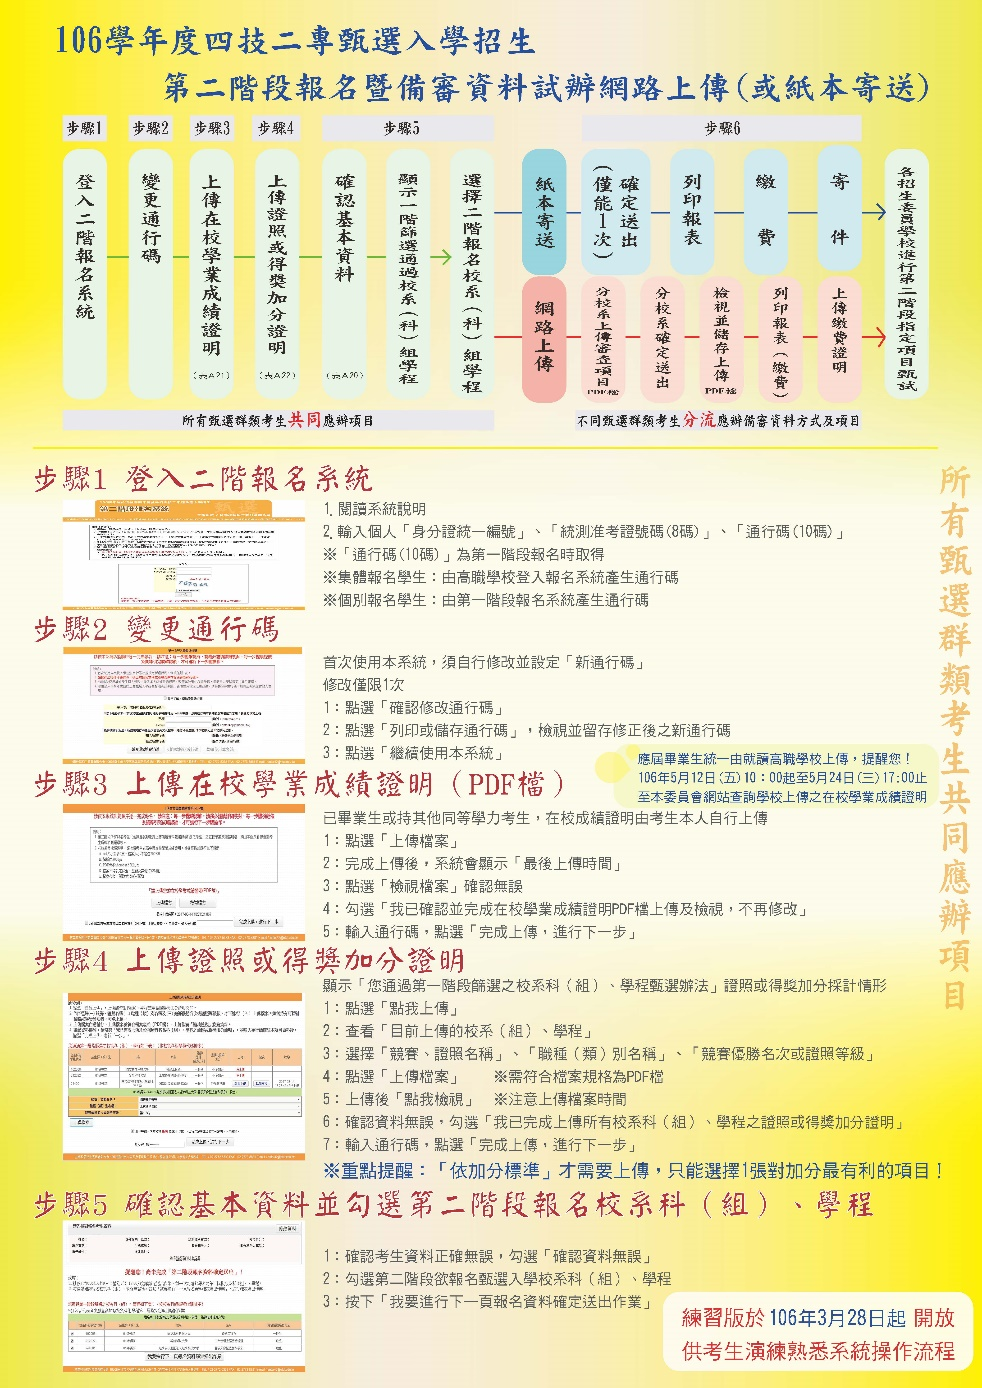 106學年度四技二專甄選入學招生
第二階段報名暨備審資料試辦網路上傳(或紙本寄送)
步驟1
步驟2
步驟3
步驟4
步驟5
步驟6
登入二階報名系統
變更通行碼
上傳在校學業成績證明
(表A21)
上傳證照或得獎加分證明
(表A22)
確認基本資料
(表A20)
顯示一階篩選通過校系(科)組學程
選擇二階報名校系(科)組學程
紙本寄送
確定送出
(僅能1次)
列印報表
繳費
寄件
網路上傳
分校系上傳審查項目
PDF檔
分校系確定送出
檢視並儲存上傳
PDF檔
列印報表(繳費)
上傳繳費證明
各招生委員學校進行第二階段指定項目甄試
所有甄選群類考生共同應辦項目
不同甄選群類考生分流應辦備審資料方式及項目
所有甄選群類考生共同應辦項目
步驟1 登入二階報名系統
1.閱讀系統說明
2.輸入個人「身分證統一編號」、「統測准考證號碼(8碼)」、「通行碼(10碼)」
※「通行碼(10碼)」為第一階段報名時取得
※集體報名學生：由高職學校登入報名系統產生通行碼
※個別報名學生：由第一階段報名系統產生通行碼
步驟2 變更通行碼
首次使用本系統，須自行修改並設定「新通行碼」
修改僅限1次
1：點選「確認修改通行碼」
2：點選「列印或儲存通行碼」，檢視並留存修正後之新通行碼
3：點選「繼續使用本系統」
應屆畢業生統一由就讀高職學校上傳，提醒您！
106年5月12日(五)10：00起至5月24日(三)17:00止
至本委員會網站查詢學校上傳之在校學業成績證明
步驟3 上傳在校學業成績證明（PDF檔）
已畢業生或持其他同等學力考生，在校成績證明由考生本人自行上傳
1：點選「上傳檔案」
2：完成上傳後，系統會顯示「最後上傳時間」
3：點選「檢視檔案」確認無誤
4：勾選「我已確認並完成在校學業成績證明PDF檔上傳及檢視，不再修改」
5：輸入通行碼，點選「完成上傳，進行下一步」
步驟4 上傳證照或得獎加分證明
顯示「您通過第一階段篩選之校系科（組）、學程甄選辦法」證照或得獎加分採計情形
1：點選「點我上傳」
2：查看「目前上傳的校系（組）、學程」
3：選擇「競賽、證照名稱」、「職種（類）別名稱」、「競賽優勝名次或證照等級」
4：點選「上傳檔案」 ※需符合檔案規格為PDF檔
5：上傳後「點我檢視」 ※注意上傳檔案時間
6：確認資料無誤，勾選「我已完成上傳所有校系科（組）、學程之證照或得獎加分證明」
7：輸入通行碼，點選「完成上傳，進行下一步」
※重點提醒：「依加分標準」才需要上傳，只能選擇1張對加分最有利的項目！
步驟5 確認基本資料並勾選第二階段報名校系科（組）、學程
1：確認考生資料正確無誤，勾選「確認資料無誤」
2：勾選第二階段欲報名甄選入學校系科（組）、學程
3：按下「我要進行下一頁報名資料確定送出作業」
練習版於 106年3月28日起 開放
供考生演練熟悉系統操作流程